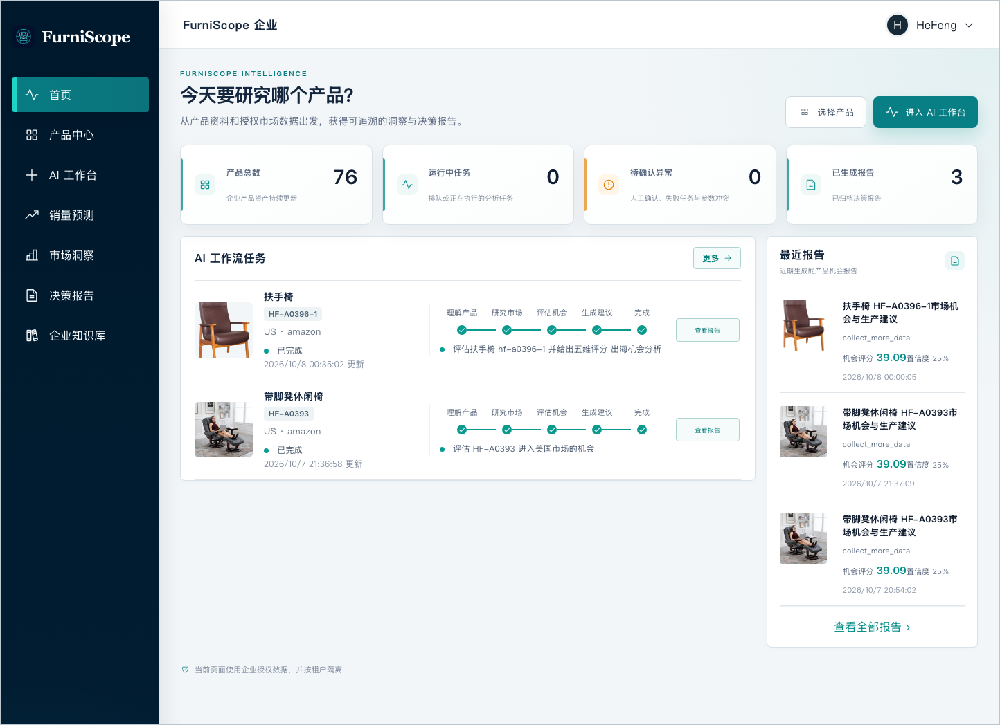 FurniScope
首页
产品中心
AI 工作台
销量预测
市场洞察
决策报告
企业知识库
FurniScope 企业
H
HeFeng
FURNISCOPE INTELLIGENCE
今天要研究哪个产品?
从产品资料和授权市场数据出发，获得可追溯的洞察与决策报告。
选择产品
进入 AI 工作台
产品总数
76
企业产品资产持续更新
运行中任务
0
排队或正在执行的分析任务
待确认异常
0
人工确认、失败任务与参数冲突
已生成报告
3
已归档决策报告
AI 工作流任务
更多 →
扶手椅
HF-A0396-1
US · amazon
已完成
2026/10/8 00:35:02 更新
理解产品 研究市场 评估机会 生成建议 完成
评估扶手椅 hf-a0396-1 并给出五维评分 出海机会分析
查看报告
带脚凳休闲椅
HF-A0393
US · amazon
已完成
2026/10/7 21:36:58 更新
理解产品 研究市场 评估机会 生成建议 完成
评估 HF-A0393 进入美国市场的机会
查看报告
最近报告
近期生成的产品机会报告
扶手椅 HF-A0396-1市场机
会与生产建议
collect_more_data
机会评分 39.09置信度 25%
2026/10/8 00:00:05
带脚凳休闲椅 HF-A0393市
场机会与生产建议
collect_more_data
机会评分 39.09置信度 25%
2026/10/7 21:37:09
带脚凳休闲椅 HF-A0393市
场机会与生产建议
collect_more_data
机会评分 39.09置信度 25%
2026/10/7 20:54:02
查看全部报告 ›
当前页面使用企业授权数据，并按租户隔离